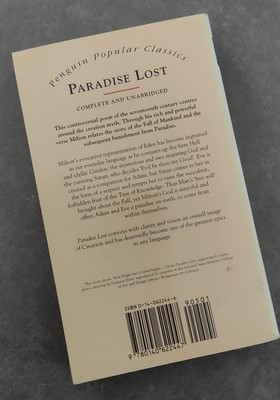 Penguin Popular Classics
PARADISE LOST
COMPLETE AND UNABRIDGED
This controversial poem of the seventeenth century centres
around the creation myth. Through his rich and powerful
verse Milton relates the story of the Fall of Mankind and the
subsequent banishment from Paradise.
Milton's evocative representation of Eden has become ingrained
in our everyday language as he conjures up the fiery Hell
and idyllic Garden, the mysterious and awe-inspiring God and
the cunning Satan, who decides 'Evil be thou my Good'. Eve is
created as a companion for Adam, but Satan comes to her in
the form of a serpent and tempts her to taste the succulent,
forbidden fruit of the Tree of Knowledge. Thus Man's 'first sin'
brought about the Fall, yet Milton's God is merciful and
offers Adam and Eve a paradise on earth, to come from
within themselves.
Paradise Lost conveys with clarity and vision an overall image
of Creation and has deservedly become one of the greatest epics
in any language.
The cover shows
ISBN 0-14-062244-6
90501
9 780140 622447